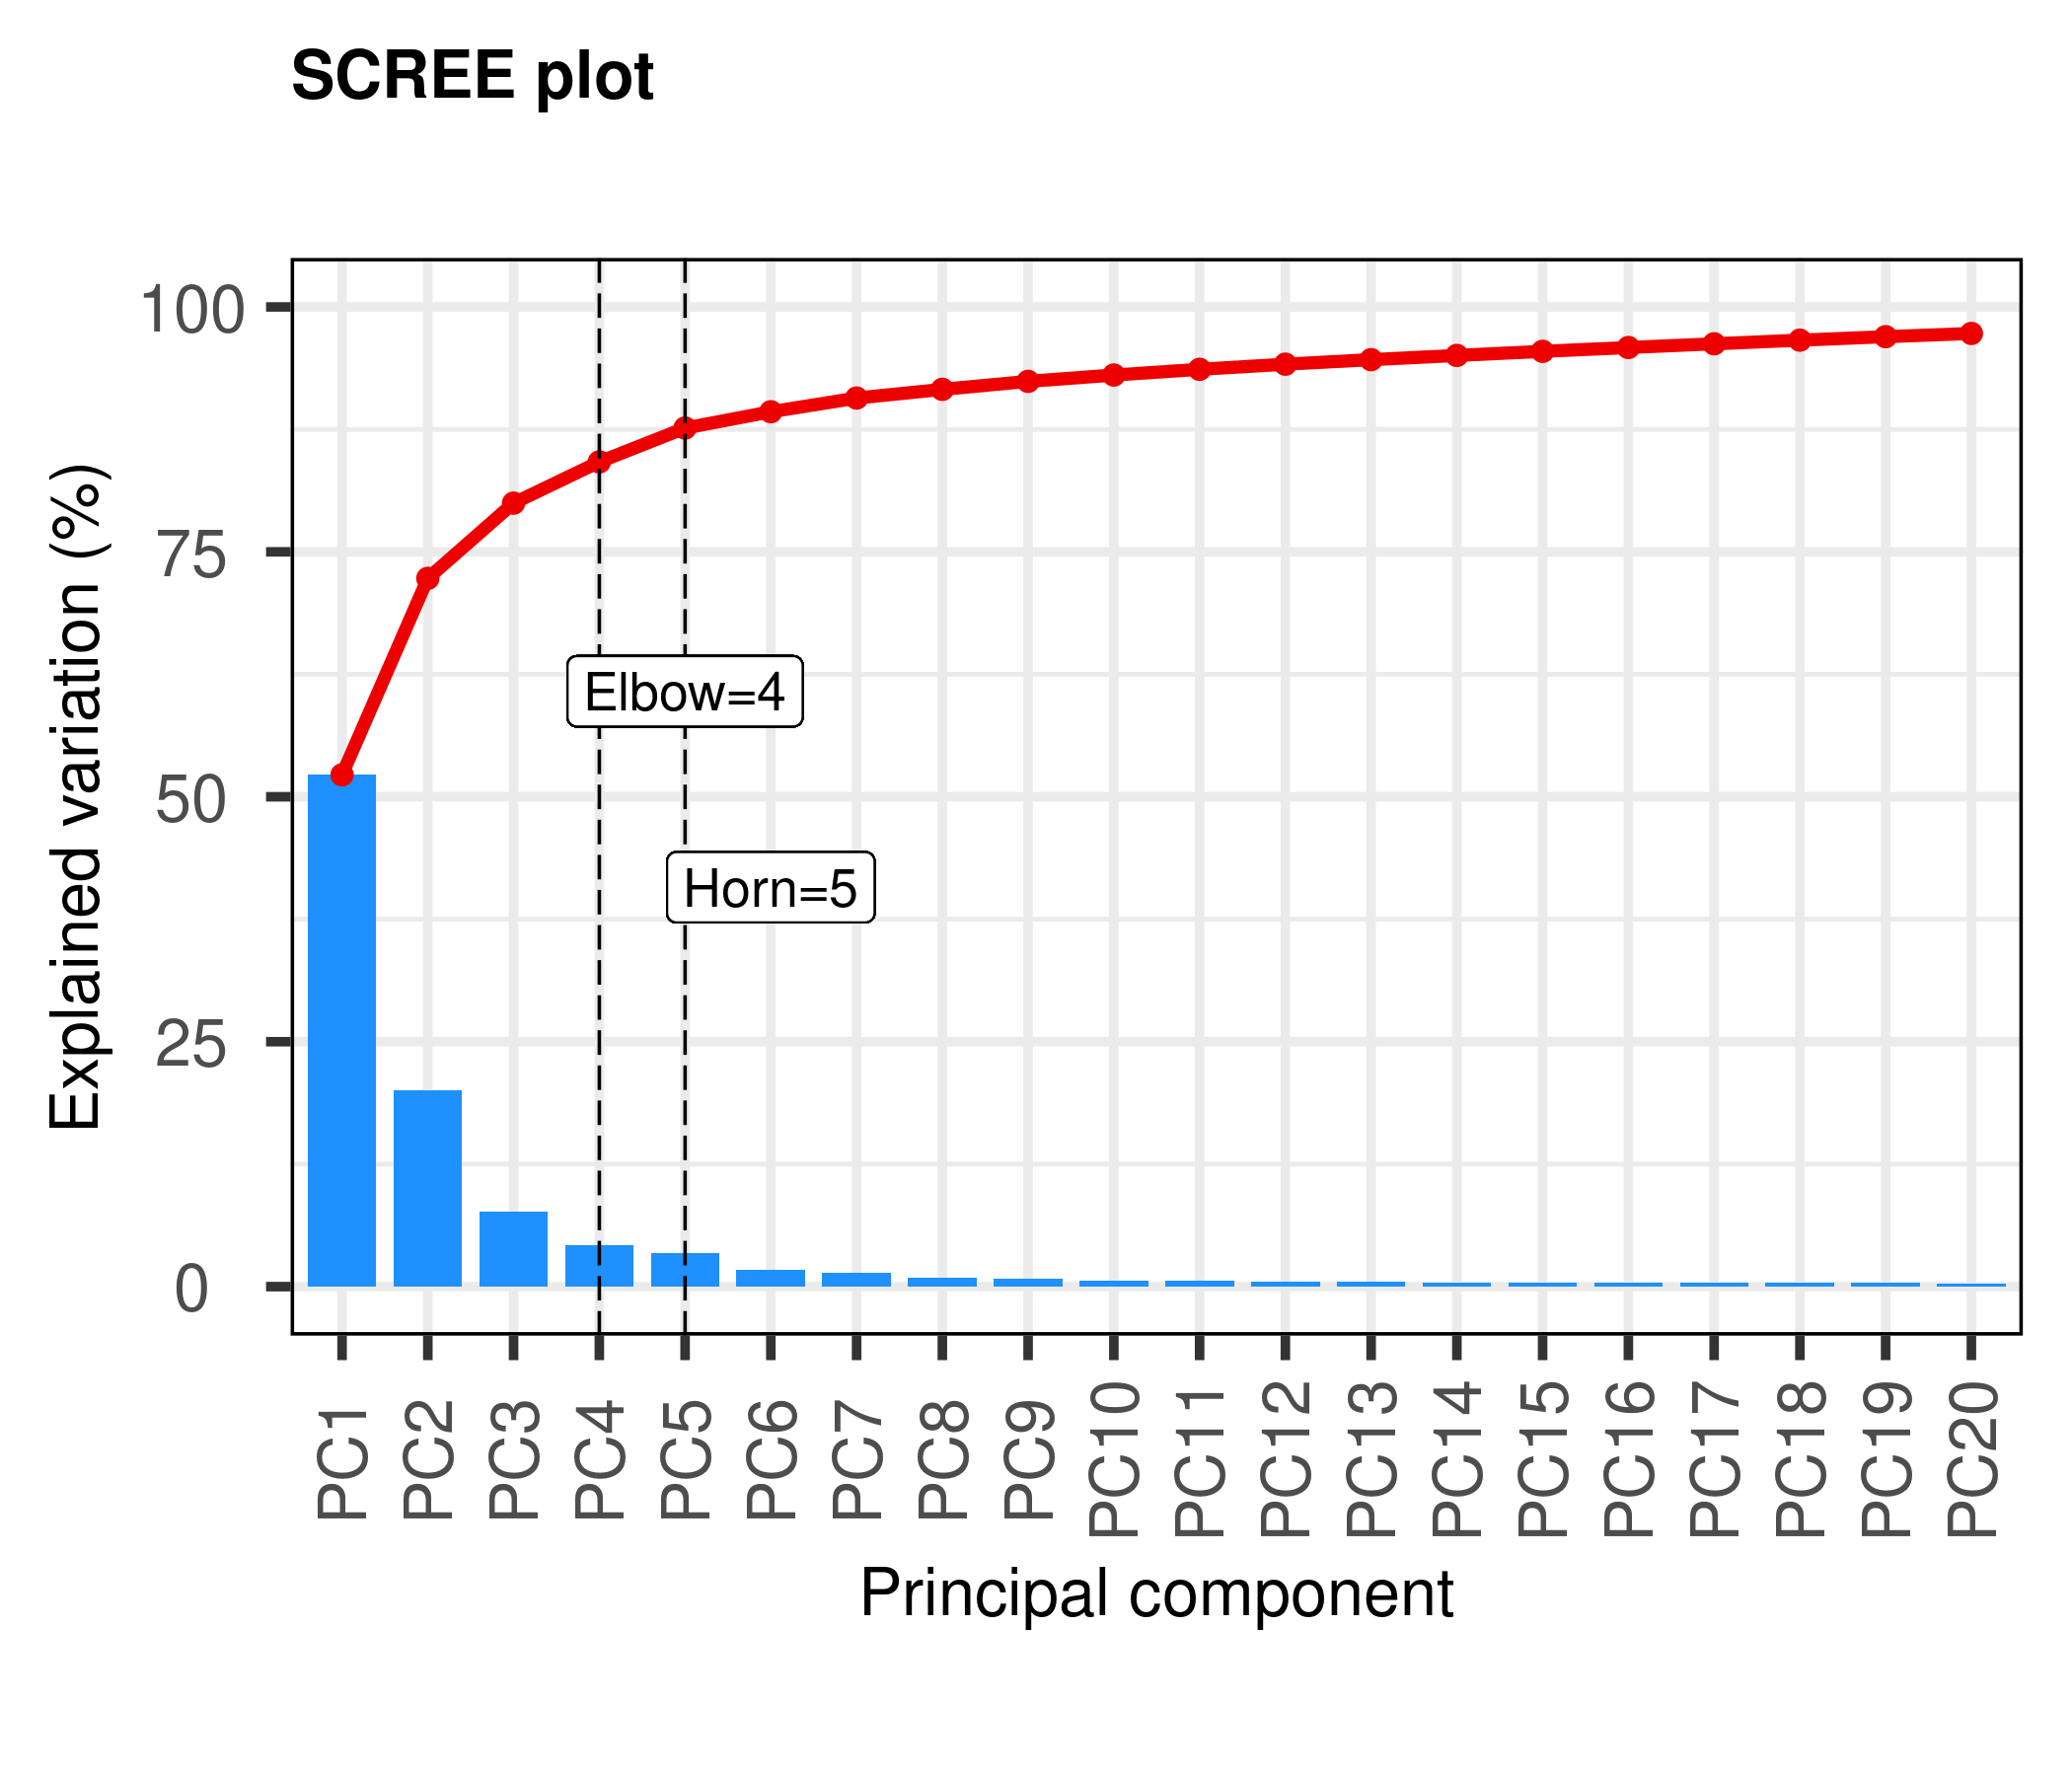 SCREE plot
Explained variation (%)
100
75
50
25
0
Elbow=4
Horn=5
PC1
PC2
PC3
PC4
PC5
PC6
PC7
PC8
PC9
PC10
PC11
PC12
PC13
PC14
PC15
PC16
PC17
PC18
PC19
PC20
Principal component